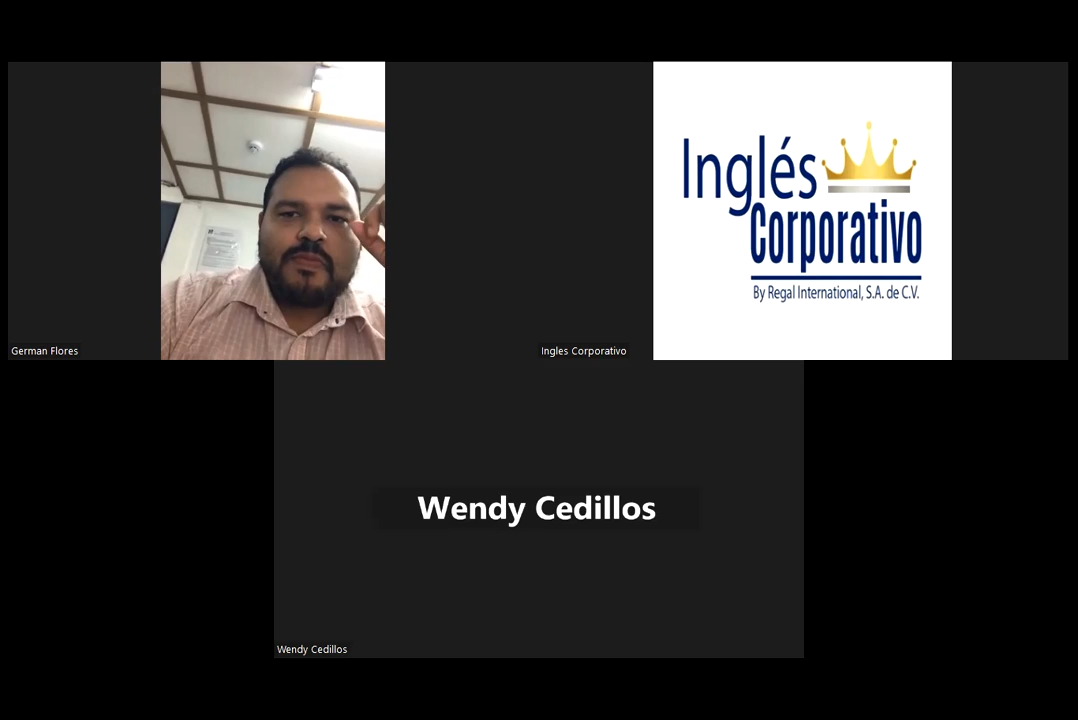 Inglés
Corporativo
By Regal International, S.A. de C.V.
German Flores
Ingles Corporativo
Wendy Cedillos
Wendy Cedillos